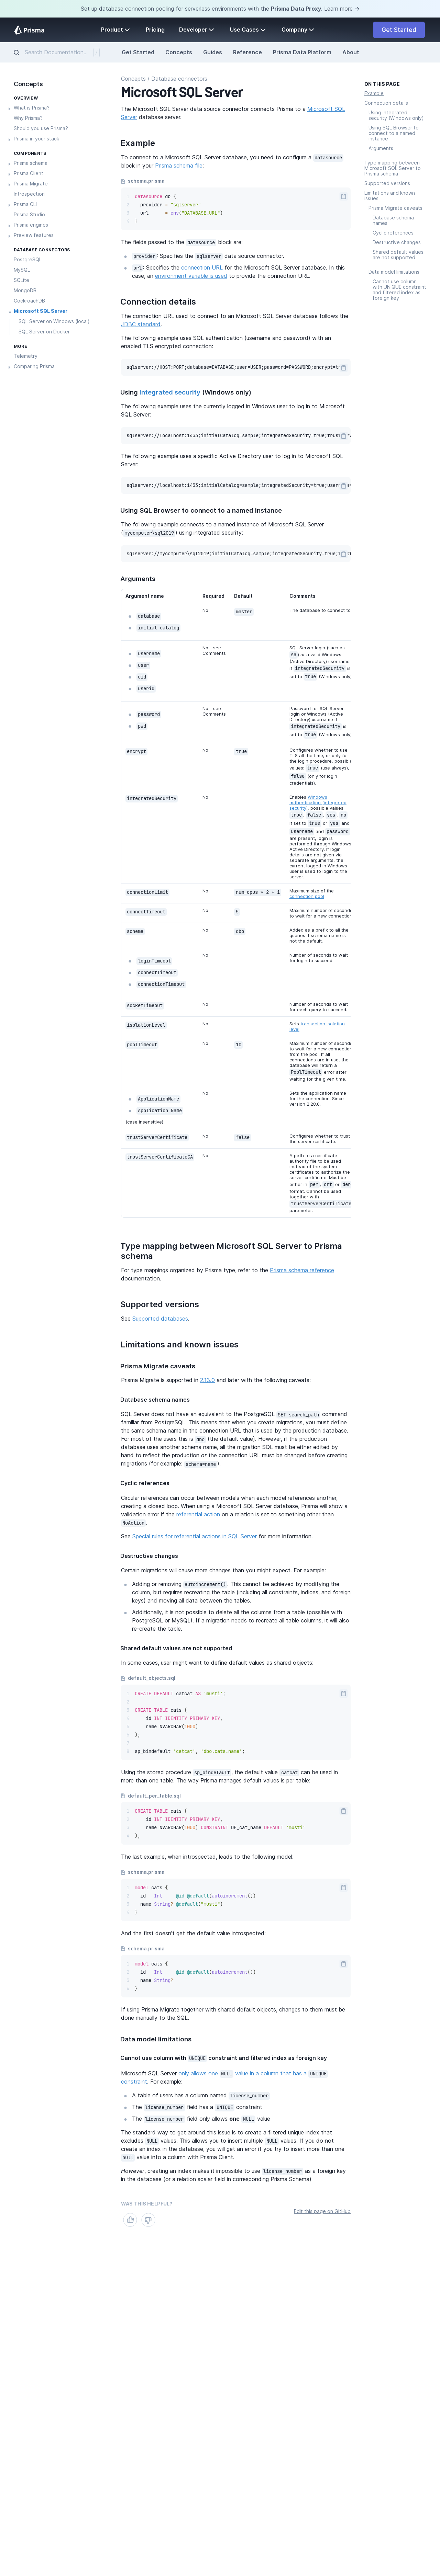 Set up database connection pooling for serverless environments with the Prisma Data Proxy. Learn more →
Prisma
Product
Pricing
Developer
Use Cases
Company
Get Started
Search Documentation...
/
Get Started
Concepts
Guides
Reference
Prisma Data Platform
About
Concepts
OVERVIEW
What is Prisma?
Why Prisma?
Should you use Prisma?
Prisma in your stack
COMPONENTS
Prisma schema
Prisma Client
Prisma Migrate
Introspection
Prisma CLI
Prisma Studio
Prisma engines
Preview features
DATABASE CONNECTORS
PostgreSQL
MySQL
SQLite
MongoDB
CockroachDB
Microsoft SQL Server
SQL Server on Windows (local)
SQL Server on Docker
MORE
Telemetry
Comparing Prisma
Concepts / Database connectors
Microsoft SQL Server
The Microsoft SQL Server data source connector connects Prisma to a Microsoft SQL
Server database server.
Example
To connect to a Microsoft SQL Server database, you need to configure a datasource
block in your Prisma schema file:
schema.prisma
1 datasource db {
2 provider = "sqlserver"
3 url = env("DATABASE_URL")
4 }
The fields passed to the datasource block are:
provider: Specifies the sqlserver data source connector.
url: Specifies the connection URL for the Microsoft SQL Server database. In this
case, an environment variable is used to provide the connection URL.
Connection details
The connection URL used to connect to an Microsoft SQL Server database follows the
JDBC standard.
The following example uses SQL authentication (username and password) with an
enabled TLS encrypted connection:
sqlserver://HOST:PORT;database=DATABASE;user=USER;password=PASSWORD;encrypt=
Using integrated security (Windows only)
The following example uses the currently logged in Windows user to log in to Microsoft
SQL Server:
sqlserver://localhost:1433;initialCatalog=sample;integratedSecurity=true;
The following example uses a specific Active Directory user to log in to Microsoft SQL
Server:
sqlserver://localhost:1433;initialCatalog=sample;integratedSecurity=true;
Using SQL Browser to connect to a named instance
The following example connects to a named instance of Microsoft SQL Server
(mycomputer\sql2019) using integrated security:
sqlserver://mycomputer\sql2019;initialCatalog=sample;integratedSecurity=true;
Arguments
Argument name Required Default Comments
database
initial catalog
No
master
The database to connect to
username
user
uid
userid
No - see
Comments
SQL Server login (such as
sa) or a valid Windows
(Active Directory) username
if integratedSecurity is
set to true (Windows only)
password
pwd
No - see
Comments
Password for SQL Server
login or Windows (Active
Directory) username if
integratedSecurity is
set to true (Windows only)
encrypt
No
true
Configures whether to use
TLS all the time, or only for
the login procedure, possible
values: true (use always),
false (only for login
credentials).
integratedSecurity
No
Enables Windows
authentication (integrated
security), possible values:
true, false, yes, no
if set to true or yes and
username and password
are present, login is
performed through Windows
Active Directory. If login
details are not given via
separate arguments, the
current logged in Windows
user is used to login to the
server.
connectionLimit
No
num_cpus * 2 + 1
Maximum size of the
connection pool
connectTimeout
No
5
Maximum number of seconds
to wait for a new connection
schema
No
dbo
Added as a prefix to all the
queries if schema name is
not the default.
loginTimeout
connectTimeout
connectionTimeout
No
Number of seconds to wait
for login to succeed.
socketTimeout
No
Number of seconds to wait
for each query to succeed.
isolationLevel
No
Sets transaction isolation
level.
poolTimeout
No
10
Maximum number of seconds
to wait for a new connection
from the pool. If all
connections are in use, the
database will return a
PoolTimeout error after
waiting for the given time.
ApplicationName
Application Name
(case insensitive)
No
Sets the application name
for the connection. Since
version 2.28.0.
trustServerCertificate
No
false
Configures whether to trust
the server certificate.
trustServerCertificateCA
No
A path to a certificate
authority file to be used
instead of the system
certificates to authorize the
server certificate. Must be
either in pem, crt or der
format. Cannot be used
together with
trustServerCertificate
parameter.
Type mapping between Microsoft SQL Server to Prisma
schema
For type mappings organized by Prisma type, refer to the Prisma schema reference
documentation.
Supported versions
See Supported databases.
Limitations and known issues
Prisma Migrate caveats
Prisma Migrate is supported in 2.13.0 and later with the following caveats:
Database schema names
SQL Server does not have an equivalent to the PostgreSQL SET search_path command
familiar from PostgreSQL. This means that when you create migrations, you must define
the same schema name in the connection URL that is used by the production database.
For most of the users this is dbo (the default value). However, if the production
database uses another schema name, all the migration SQL must be either edited by
hand to reflect the production or the connection URL must be changed before creating
migrations (for example: schema=name).
Cyclic references
Circular references can occur between models when each model references another,
creating a closed loop. When using a Microsoft SQL Server database, Prisma will show a
validation error if the referential action on a relation is set to something other than
NoAction.
See Special rules for referential actions in SQL Server for more information.
Destructive changes
Certain migrations will cause more changes than you might expect. For example:
Adding or removing autoincrement(). This cannot be achieved by modifying the
column, but requires recreating the table (including all constraints, indices, and foreign
keys) and moving all data between the tables.
Additionally, it is not possible to delete all the columns from a table (possible with
PostgreSQL or MySQL). If a migration needs to recreate all table columns, it will also
re-create the table.
Shared default values are not supported
In some cases, user might want to define default values as shared objects:
default_objects.sql
1 CREATE DEFAULT catcat AS 'musti';
2
3 CREATE TABLE cats (
4 id INT IDENTITY PRIMARY KEY,
5 name NVARCHAR(1000)
6 );
7
8 sp_bindefault 'catcat', 'dbo.cats.name';
Using the stored procedure sp_bindefault, the default value catcat can be used in
more than one table. The way Prisma manages default values is per table:
default_per_table.sql
1 CREATE TABLE cats (
2 id INT IDENTITY PRIMARY KEY,
3 name NVARCHAR(1000) CONSTRAINT DF_cat_name DEFAULT 'musti'
4 );
The last example, when introspected, leads to the following model:
schema.prisma
1 model cats {
2 id Int @id @default(autoincrement())
3 name String? @default("musti")
4 }
And the first doesn't get the default value introspected:
schema.prisma
1 model cats {
2 id Int @id @default(autoincrement())
3 name String?
4 }
If using Prisma Migrate together with shared default objects, changes to them must be
done manually to the SQL.
Data model limitations
Cannot use column with UNIQUE constraint and filtered index as foreign key
Microsoft SQL Server only allows one NULL value in a column that has a UNIQUE
constraint. For example:
A table of users has a column named license_number
The license_number field has a UNIQUE constraint
The license_number field only allows one NULL value
The standard way to get around this issue is to create a filtered unique index that
excludes NULL values. This allows you to insert multiple NULL values. If you do not
create an index in the database, you will get an error if you try to insert more than one
null value into a column with Prisma Client.
However, creating an index makes it impossible to use license_number as a foreign key
in the database (or a relation scalar field in corresponding Prisma Schema)
WAS THIS HELPFUL?
Edit this page on GitHub
ON THIS PAGE
Example
Connection details
Using integrated
security (Windows only)
Using SQL Browser to
connect to a named
instance
Arguments
Type mapping between
Microsoft SQL Server to
Prisma schema
Supported versions
Limitations and known
issues
Prisma Migrate caveats
Database schema
names
Cyclic references
Destructive changes
Shared default values
are not supported
Data model limitations
Cannot use column
with UNIQUE constraint
and filtered index as
foreign key